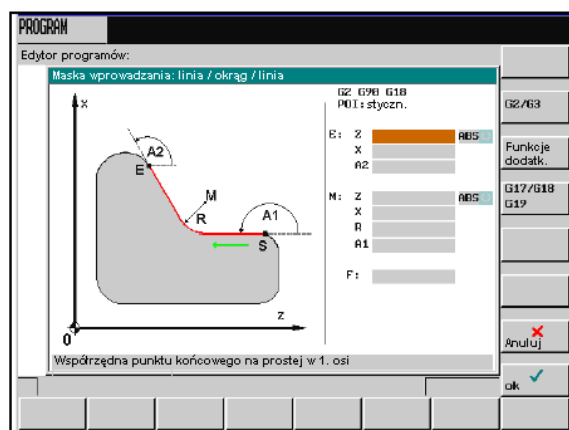 PROGRAM
Edytor programów:
Maska wprowadzania: linia / okrąg / linia
X
A2
E
M
R
A1
S
Z
0
G2 G90 G18
POI: styczn.
E: Z ABS
X
A2
M: Z ABS
X
R
A1
F:
Współrzędna punktu końcowego na prostej w 1. osi
G2/G3
Funkcje
dodatk.
G17/G18
G19
Anuluj
ok